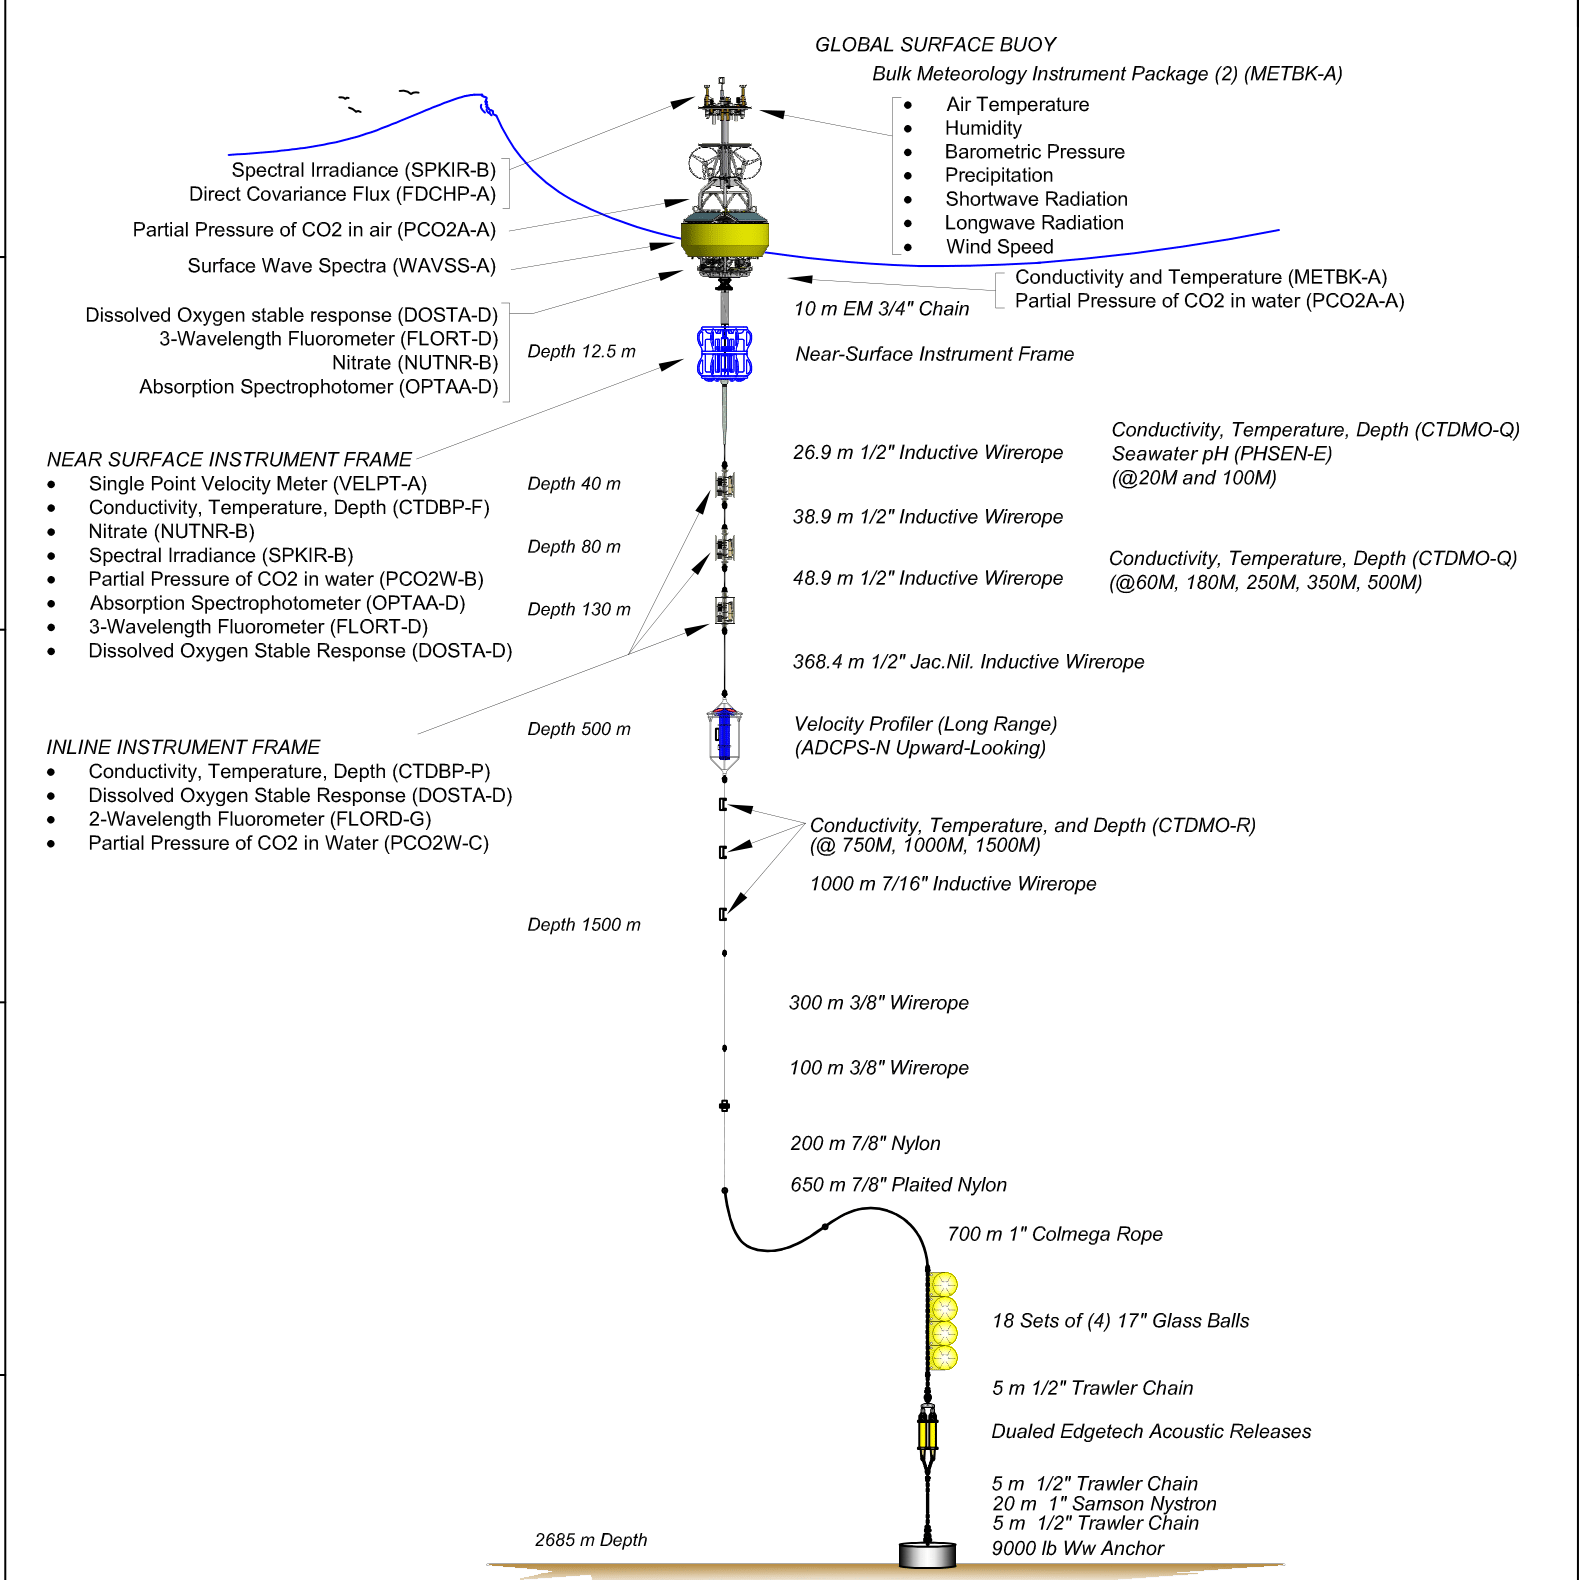 GLOBAL SURFACE BUOY
Bulk Meteorology Instrument Package (2) (METBK-A)
• Air Temperature
• Humidity
• Barometric Pressure
• Precipitation
• Shortwave Radiation
• Longwave Radiation
• Wind Speed
Spectral Irradiance (SPKIR-B)
Direct Covariance Flux (FDCHP-A)
Partial Pressure of CO2 in air (PCO2A-A)
Surface Wave Spectra (WAVSS-A)
Conductivity and Temperature (METBK-A)
Partial Pressure of CO2 in water (PCO2A-A)
10 m EM 3/4" Chain
Dissolved Oxygen stable response (DOSTA-D)
3-Wavelength Fluorometer (FLORT-D)
Nitrate (NUTNR-B)
Absorption Spectrophotomer (OPTAA-D)
Depth 12.5 m
Near-Surface Instrument Frame
NEAR SURFACE INSTRUMENT FRAME
• Single Point Velocity Meter (VELPT-A)
• Conductivity, Temperature, Depth (CTDBP-F)
• Nitrate (NUTNR-B)
• Spectral Irradiance (SPKIR-B)
• Partial Pressure of CO2 in water (PCO2W-B)
• Absorption Spectrophotometer (OPTAA-D)
• 3-Wavelength Fluorometer (FLORT-D)
• Dissolved Oxygen Stable Response (DOSTA-D)
26.9 m 1/2" Inductive Wirerope
Conductivity, Temperature, Depth (CTDMO-Q)
Seawater pH (PHSEN-E)
(@20M and 100M)
Depth 40 m
38.9 m 1/2" Inductive Wirerope
Depth 80 m
48.9 m 1/2" Inductive Wirerope
Conductivity, Temperature, Depth (CTDMO-Q)
(@60M, 180M, 250M, 350M, 500M)
Depth 130 m
368.4 m 1/2" Jac.Nil. Inductive Wirerope
Depth 500 m
Velocity Profiler (Long Range)
(ADCPS-N Upward-Looking)
INLINE INSTRUMENT FRAME
• Conductivity, Temperature, Depth (CTDBP-P)
• Dissolved Oxygen Stable Response (DOSTA-D)
• 2-Wavelength Fluorometer (FLORD-G)
• Partial Pressure of CO2 in Water (PCO2W-C)
Conductivity, Temperature, and Depth (CTDMO-R)
(@ 750M, 1000M, 1500M)
1000 m 7/16" Inductive Wirerope
Depth 1500 m
300 m 3/8" Wirerope
100 m 3/8" Wirerope
200 m 7/8" Nylon
650 m 7/8" Plaited Nylon
700 m 1" Colmega Rope
18 Sets of (4) 17" Glass Balls
5 m 1/2" Trawler Chain
Dualed Edgetech Acoustic Releases
5 m 1/2" Trawler Chain
20 m 1" Samson Nystron
5 m 1/2" Trawler Chain
9000 lb Ww Anchor
2685 m Depth